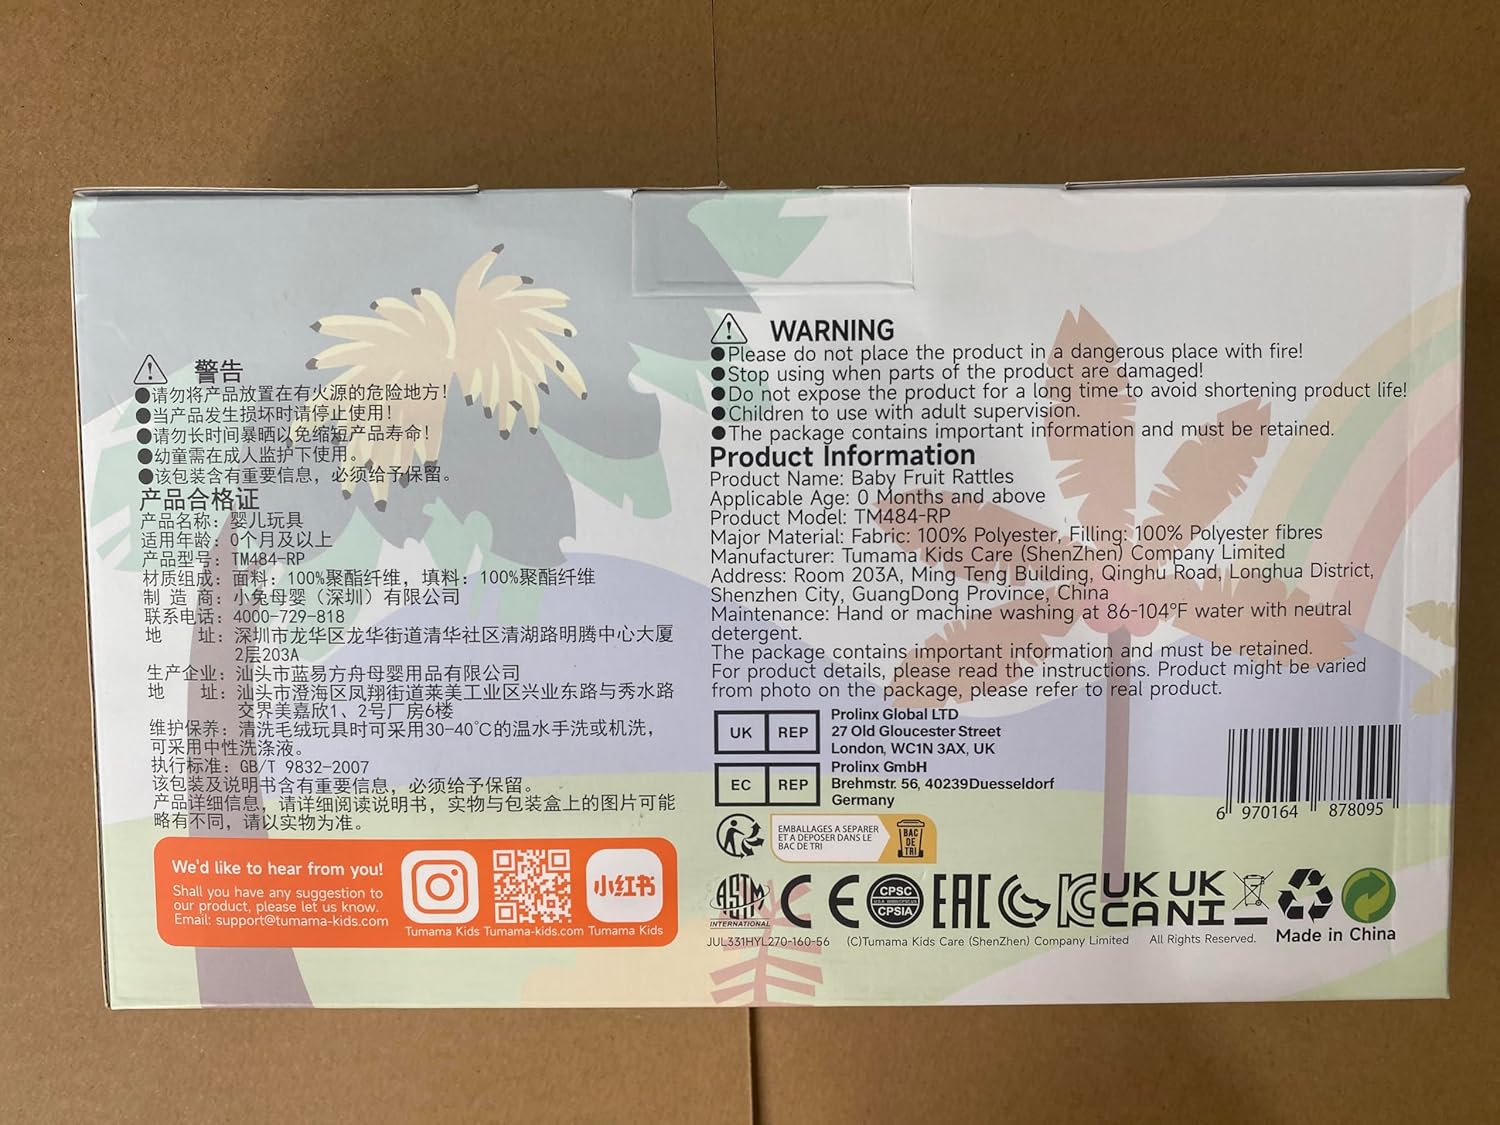 警告
●请勿将产品放置在有火源的危险地方！
●当产品发生损坏时请停止使用！
●请勿长时间暴晒以免缩短产品寿命！
●幼童需在成人监护下使用。
●该包装含有重要信息，必须给予保留。
产品合格证
产品名称：婴儿玩具
适用年龄：0个月及以上
产品型号：TM484-RP
材质组成：面料：100%聚酯纤维，填料：100%聚酯纤维
制 造 商：小兔母婴（深圳）有限公司
联系电话：4000-729-818
地 址：深圳市龙华区龙华街道清华社区清湖路明腾中心大厦
2层203A
生产企业：汕头市蓝易方舟母婴用品有限公司
地 址：汕头市澄海区凤翔街道莱美工业区兴业东路与秀水路
交界美嘉欣1、2号厂房6楼
维护保养：清洗毛绒玩具时可采用30-40℃的温水手洗或机洗，
可采用中性洗涤液。
执行标准：GB/T 9832-2007
该包装及说明书含有重要信息，必须给予保留。
产品详细信息，请详细阅读说明书，实物与包装盒上的图片可能
略有不同，请以实物为准。
We'd like to hear from you!
Shall you have any suggestion to
our product, please let us know.
Email: support@tumama-kids.com
小红书
Tumama Kids Tumama-kids.com Tumama Kids
WARNING
●Please do not place the product in a dangerous place with fire!
●Stop using when parts of the product are damaged!
●Do not expose the product for a long time to avoid shortening product life!
●Children to use with adult supervision.
●The package contains important information and must be retained.
Product Information
Product Name: Baby Fruit Rattles
Applicable Age: 0 Months and above
Product Model: TM484-RP
Major Material: Fabric: 100% Polyester, Filling: 100% Polyester fibres
Manufacturer: Tumama Kids Care (ShenZhen) Company Limited
Address: Room 203A, Ming Teng Building, Qinghu Road, Longhua District,
Shenzhen City, GuangDong Province, China
Maintenance: Hand or machine washing at 86-104°F water with neutral
detergent.
The package contains important information and must be retained.
For product details, please read the instructions. Product might be varied
from photo on the package, please refer to real product.
UK REP
Prolinx Global LTD
27 Old Gloucester Street
London, WC1N 3AX, UK
EC REP
Prolinx GmbH
Brehmstr. 56, 40239Duesseldorf
Germany
EMBALLAGES A SEPARER
ET A DEPOSER DANS LE
BAC DE TRI
BAC
DE
TRI
6 970164 878095
ASTM
INTERNATIONAL
CE
CPSC
CPSIA
EAC
KC
UK
CA
UK
NI
Made in China
JUL331HYL270-160-56 (C)Tumama Kids Care (ShenZhen) Company Limited All Rights Reserved.